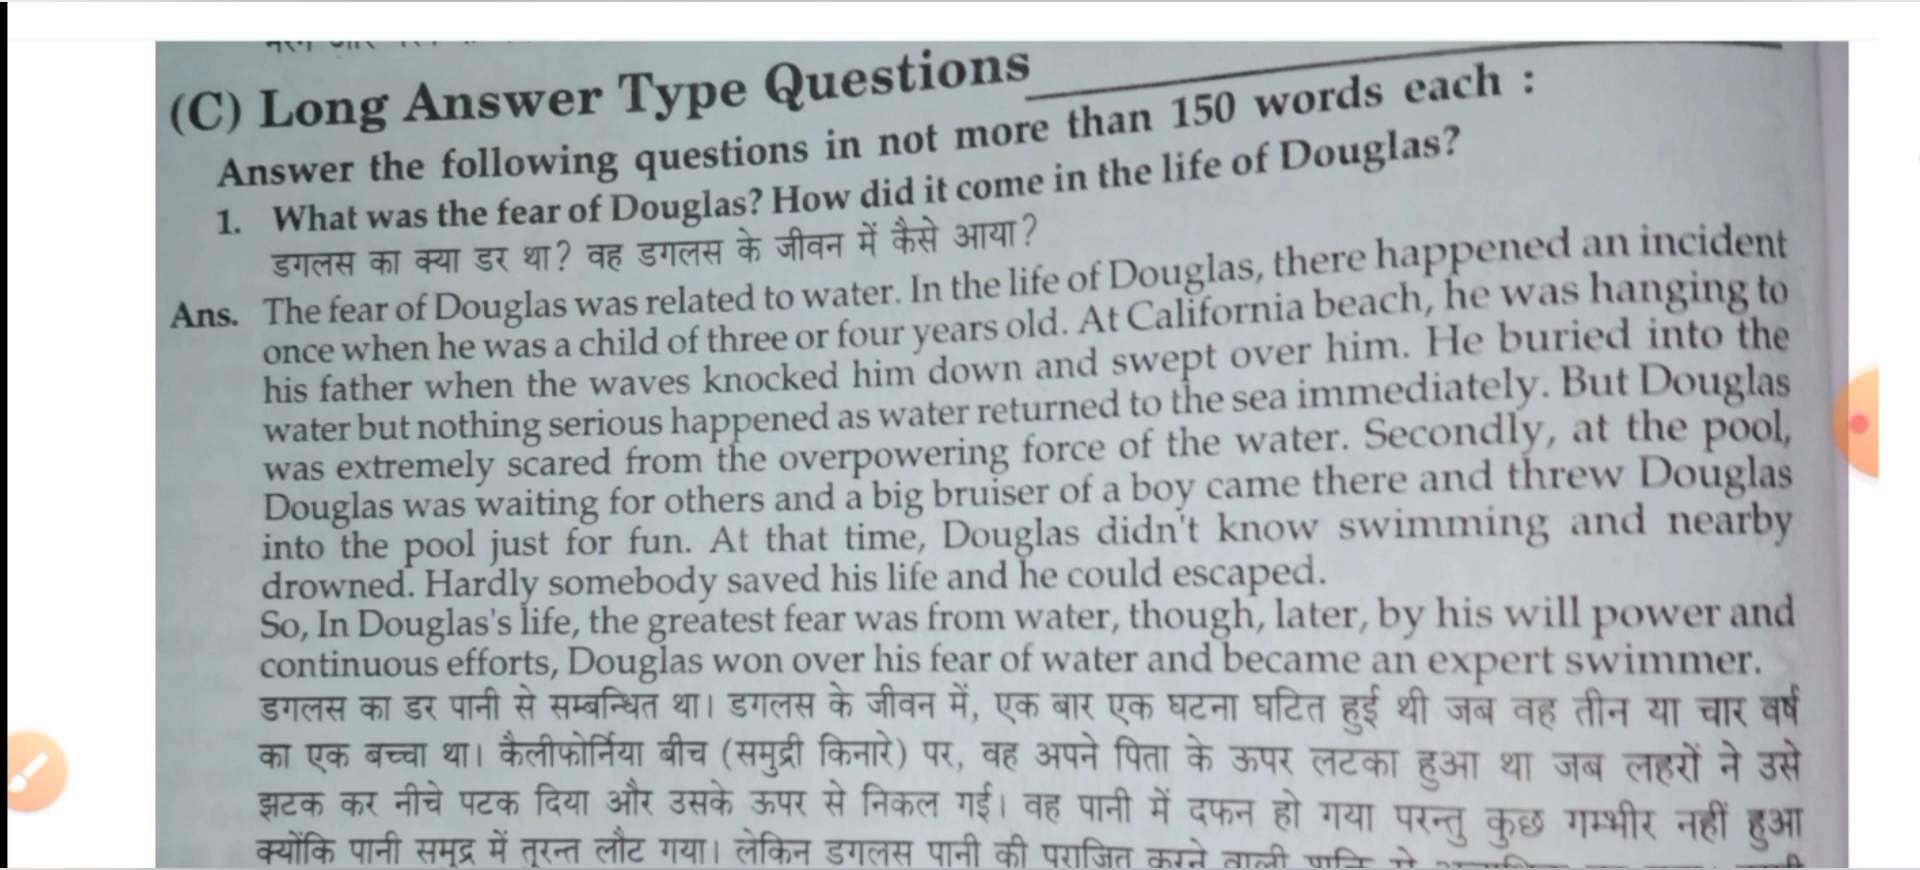 (C) Long Answer Type Questions
Answer the following questions in not more than 150 words each :
1. What was the fear of Douglas? How did it come in the life of Douglas?
डगलस का क्या डर था? वह डगलस के जीवन में कैसे आया?
Ans. The fear of Douglas was related to water. In the life of Douglas, there happened an incident
once when he was a child of three or four years old. At California beach, he was hanging to
his father when the waves knocked him down and swept over him. He buried into the
water but nothing serious happened as water returned to the sea immediately. But Douglas
was extremely scared from the overpowering force of the water. Secondly, at the pool,
Douglas was waiting for others and a big bruiser of a boy came there and threw Douglas
into the pool just for fun. At that time, Douglas didn't know swimming and nearby
drowned. Hardly somebody saved his life and he could escaped.
So, In Douglas's life, the greatest fear was from water, though, later, by his will power and
continuous efforts, Douglas won over his fear of water and became an expert swimmer.
डगलस का डर पानी से सम्बन्धित था। डगलस के जीवन में, एक बार एक घटना घटित हुई थी जब वह तीन या चार वर्ष
का एक बच्चा था। कैलीफोर्निया बीच (समुद्री किनारे) पर, वह अपने पिता के ऊपर लटका हुआ था जब लहरों ने उसे
झटक कर नीचे पटक दिया और उसके ऊपर से निकल गई। वह पानी में दफन हो गया परन्तु कुछ गम्भीर नहीं हुआ
क्योंकि पानी समुद्र में तुरन्त लौट गया। लेकिन डगलस पानी की पराजित करने वाली